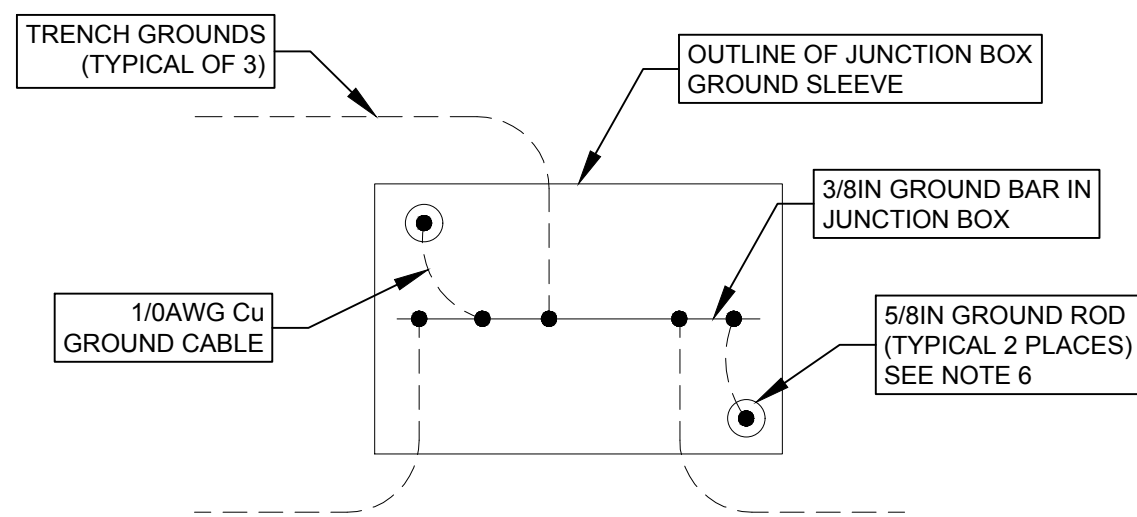 TRENCH GROUNDS
(TYPICAL OF 3)
OUTLINE OF JUNCTION BOX
GROUND SLEEVE
3/8IN GROUND BAR IN
JUNCTION BOX
1/0AWG Cu
GROUND CABLE
5/8IN GROUND ROD
(TYPICAL 2 PLACES)
SEE NOTE 6